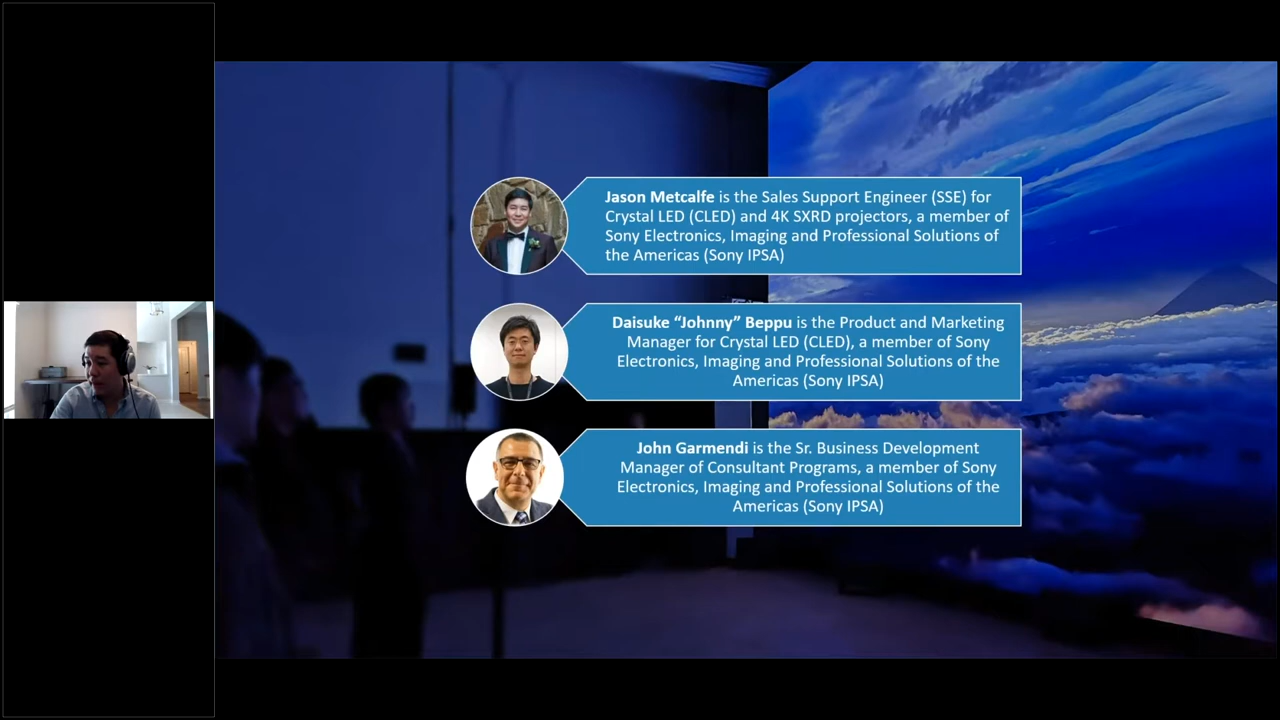 Jason Metcalfe is the Sales Support Engineer (SSE) for
Crystal LED (CLED) and 4K SXRD projectors, a member of
Sony Electronics, Imaging and Professional Solutions of
the Americas (Sony IPSA)
Daisuke “Johnny” Beppu is the Product and Marketing
Manager for Crystal LED (CLED), a member of Sony
Electronics, Imaging and Professional Solutions of the
Americas (Sony IPSA)
John Garmendi is the Sr. Business Development
Manager of Consultant Programs, a member of Sony
Electronics, Imaging and Professional Solutions of the
Americas (Sony IPSA)